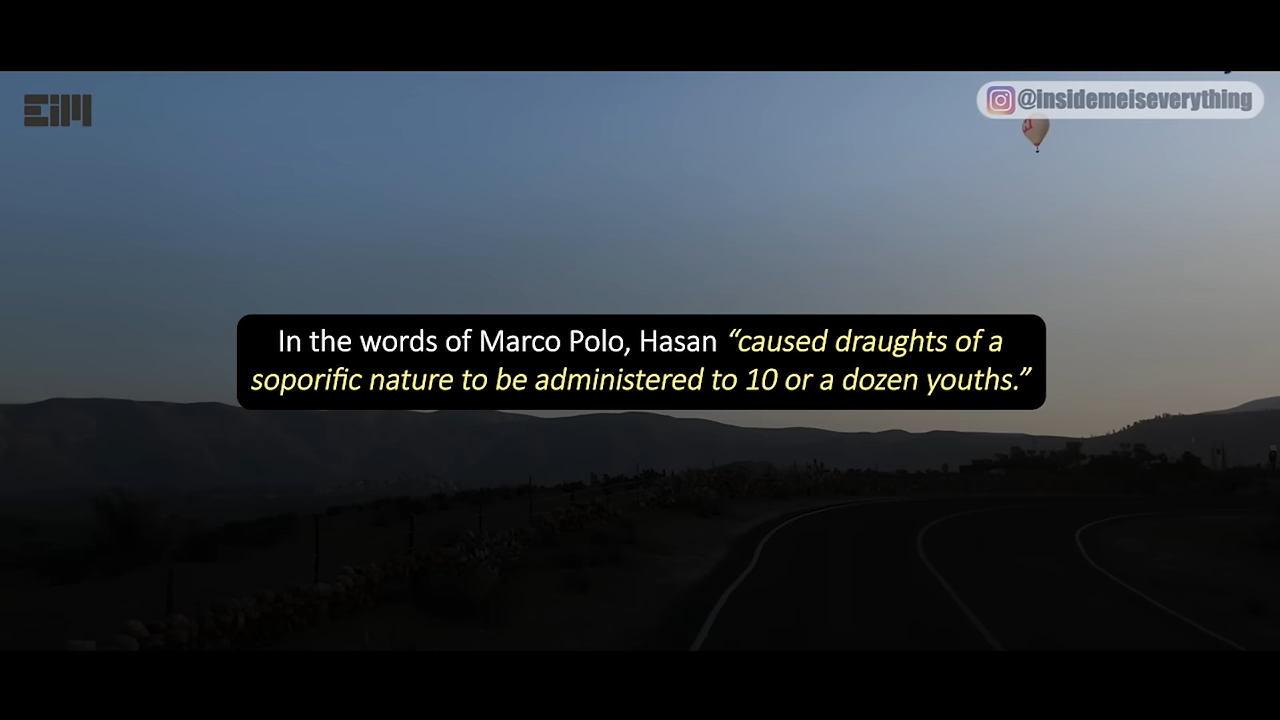 EiM
@insidemeiseverything
In the words of Marco Polo, Hasan “caused draughts of a
soporific nature to be administered to 10 or a dozen youths.”